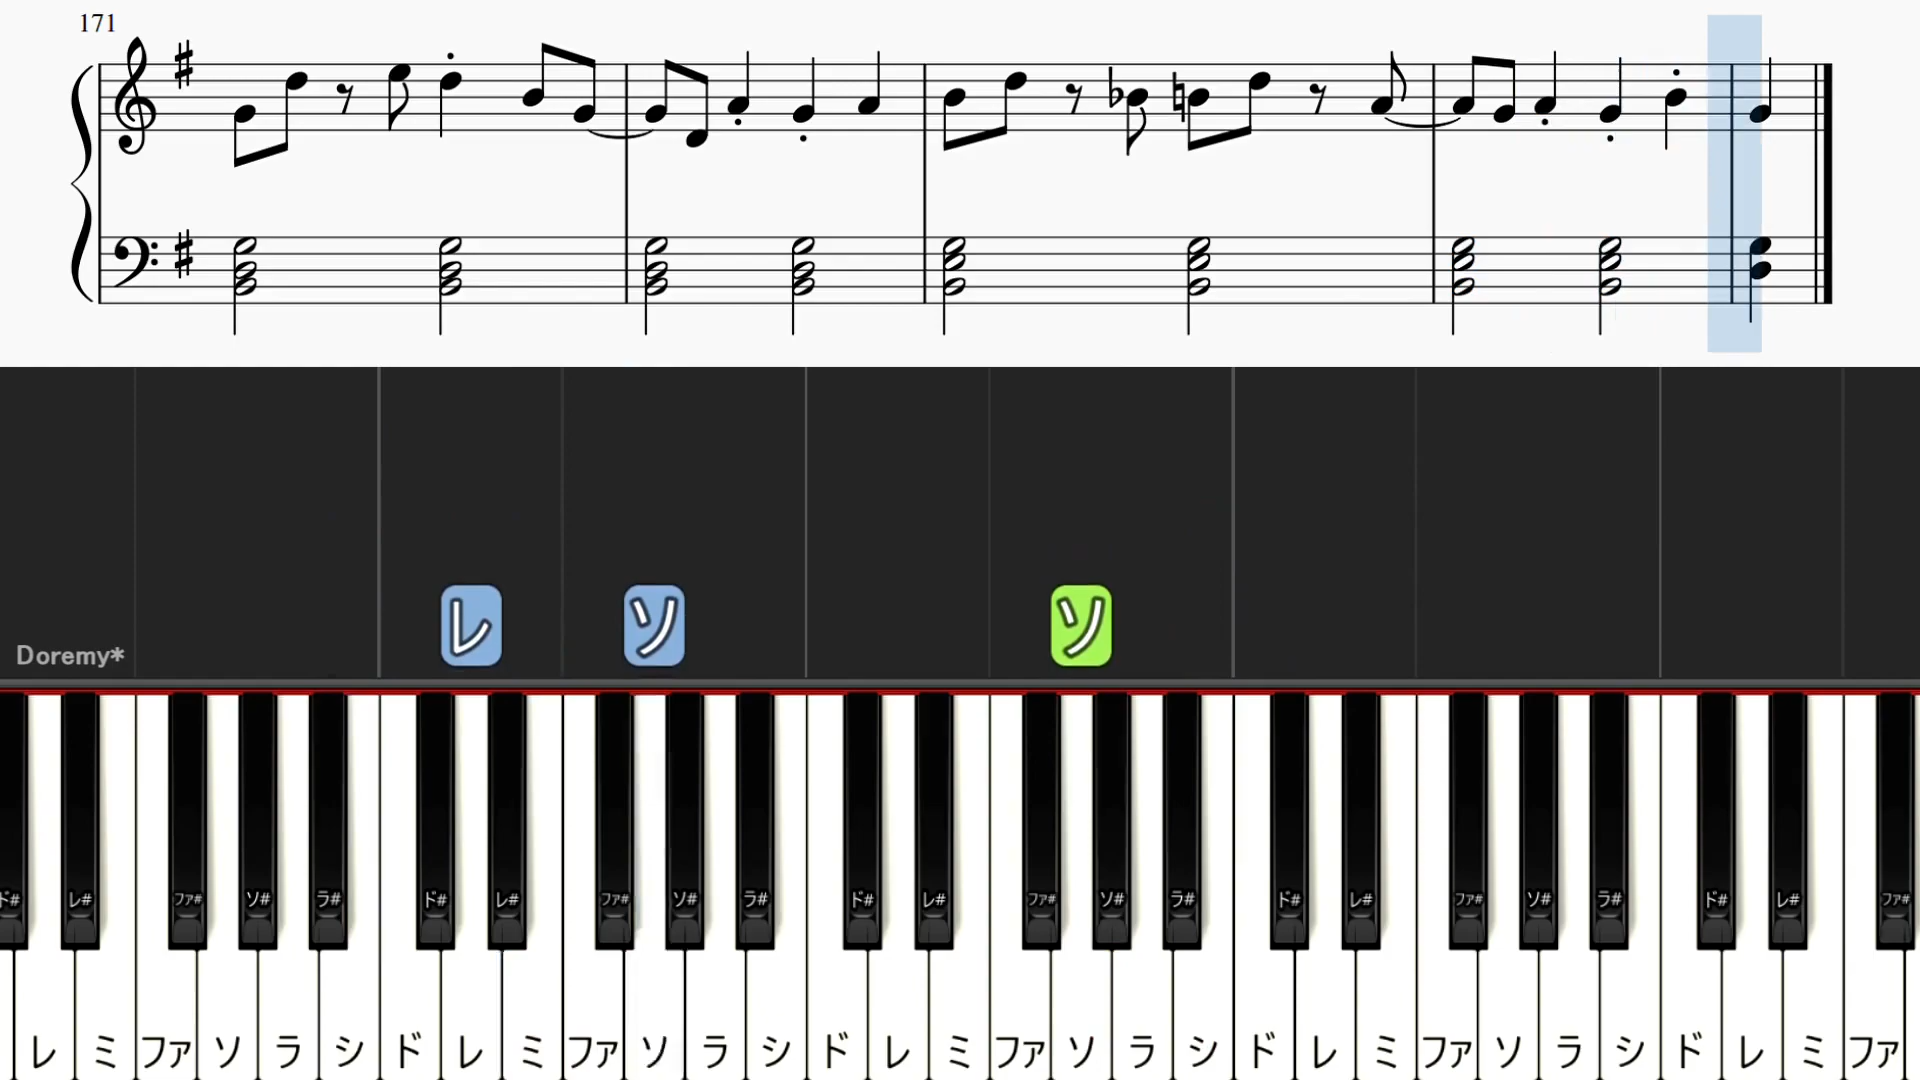 171
レ ソ ソ
Doremy*
ド# レ# ファ# ソ# ラ# ド# レ# ファ# ソ# ラ# ド# レ# ファ# ソ# ラ# ド# レ# ファ# ソ# ラ# ド# レ# ファ#
レ ミ ファ ソ ラ シ ド レ ミ ファ ソ ラ シ ド レ ミ ファ ソ ラ シ ド レ ミ ファ ソ ラ シ ド レ ミ ファ